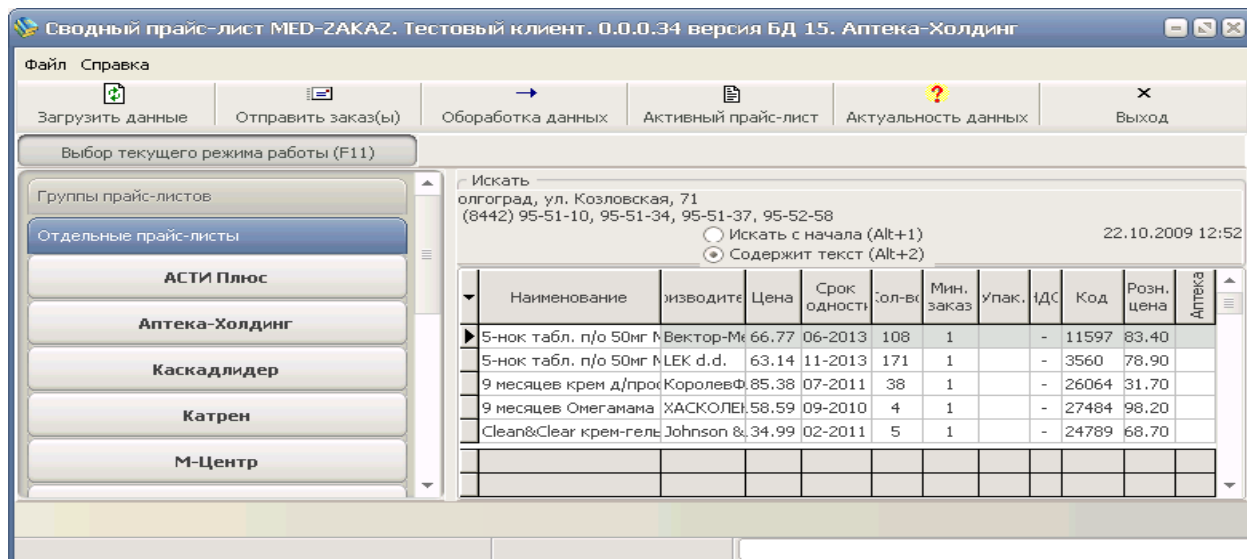 Сводный прайс-лист MED-ZAKAZ. Тестовый клиент. 0.0.0.34 версия БД 15. Аптека-Холдинг
Файл Справка
Загрузить данные Отправить заказ(ы) Обоработка данных Активный прайс-лист Актуальность данных Выход
Выбор текущего режима работы (F11)
Группы прайс-листов
Отдельные прайс-листы
АСТИ Плюс
Аптека-Холдинг
Каскадлидер
Катрен
М-Центр
Искать
олгоград, ул. Козловская, 71
(8442) 95-51-10, 95-51-34, 95-51-37, 95-52-58
Искать с начала (Alt+1) 22.10.2009 12:52
Содержит текст (Alt+2)
Наименование оизводите Цена Срок одности Кол-во Мин. заказ Упак. НДС Код Розн. цена Аптека
5-нок табл. п/о 50мг Вектор-Ме 66.77 06-2013 108 1 - 11597 83.40
5-нок табл. п/о 50мг LEK d.d. 63.14 11-2013 171 1 - 3560 78.90
9 месяцев крем д/проф КоролевФ 85.38 07-2011 38 1 - 26064 31.70
9 месяцев Омегамама ХАСКОЛЕН 58.59 09-2010 4 1 - 27484 98.20
Clean&Clear крем-гель Johnson & 34.99 02-2011 5 1 - 24789 68.70